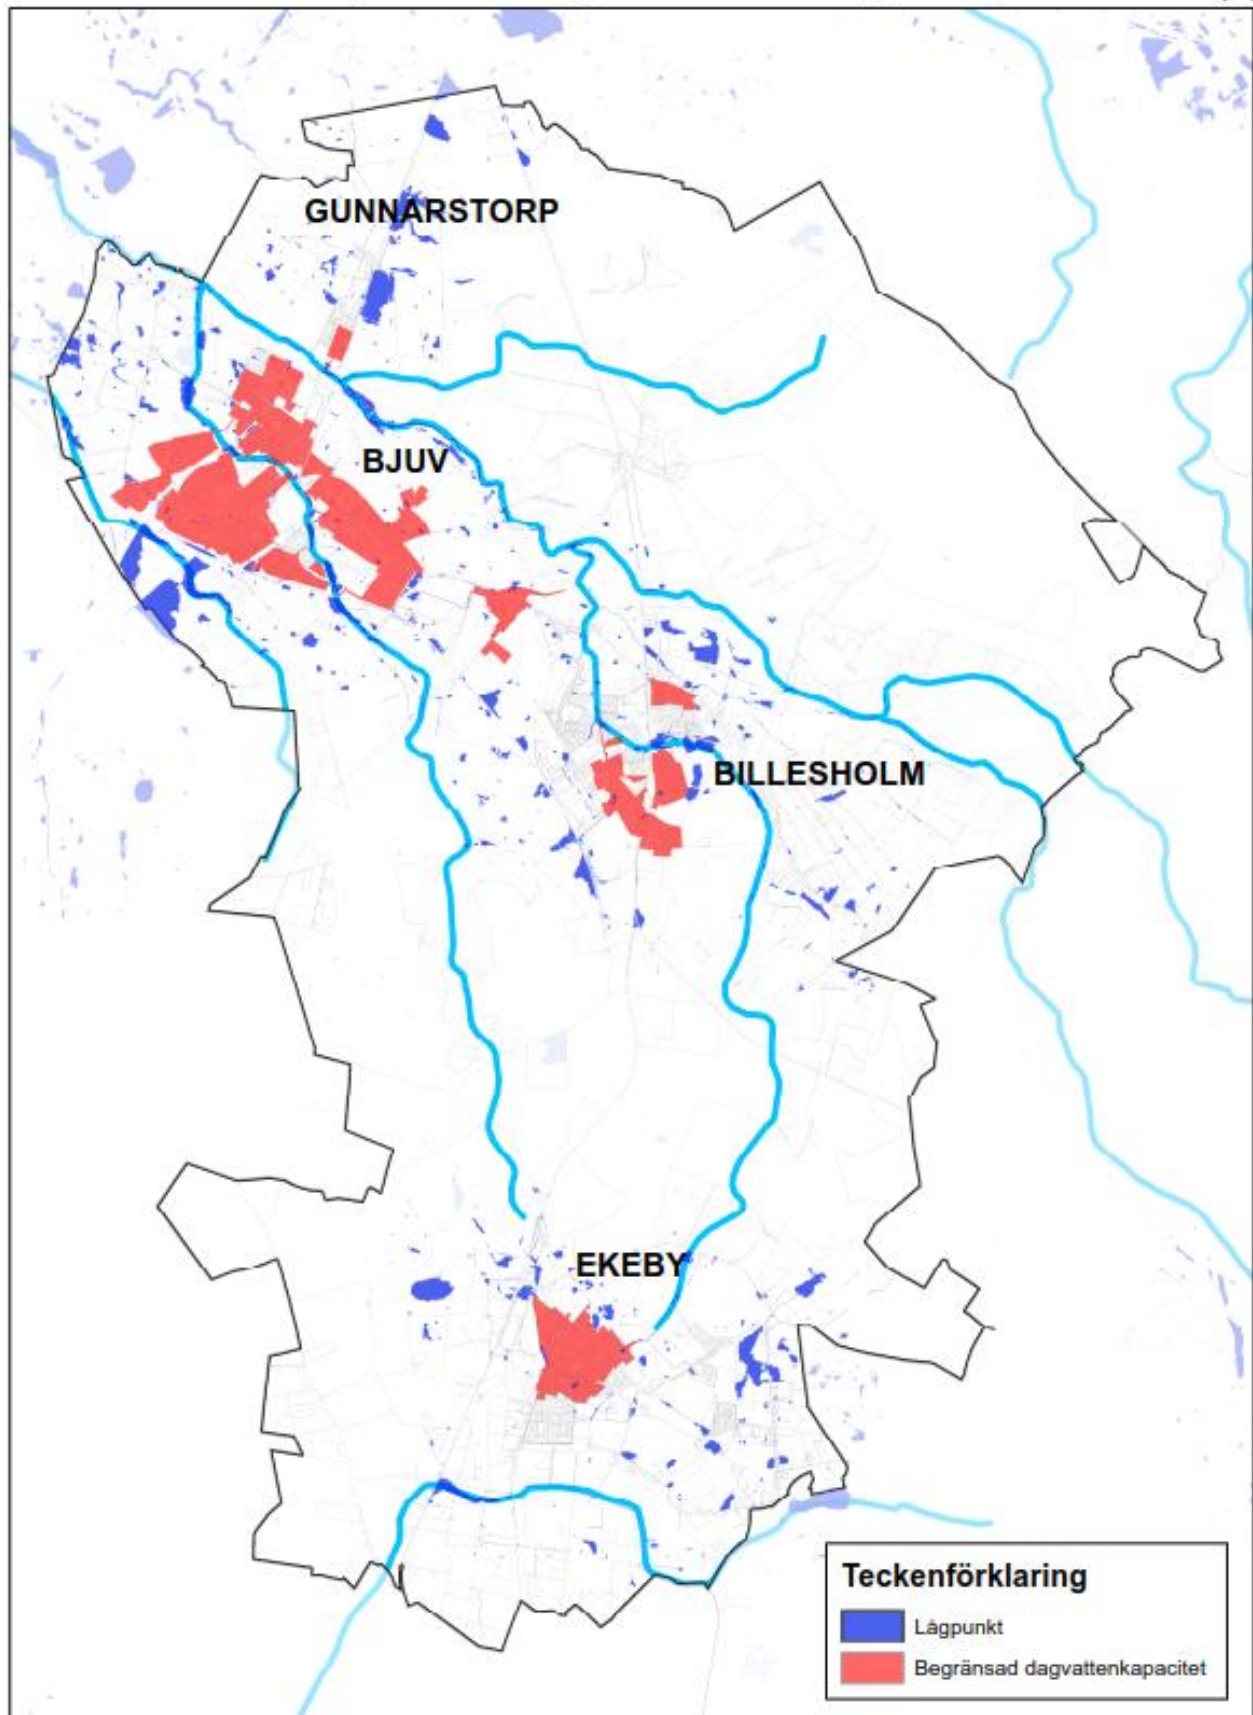 GUNNARSTORP
BJUV
BILLESHOLM
EKEBY
Teckenförklaring
Lågpunkt
Begränsad dagvattenkapacitet